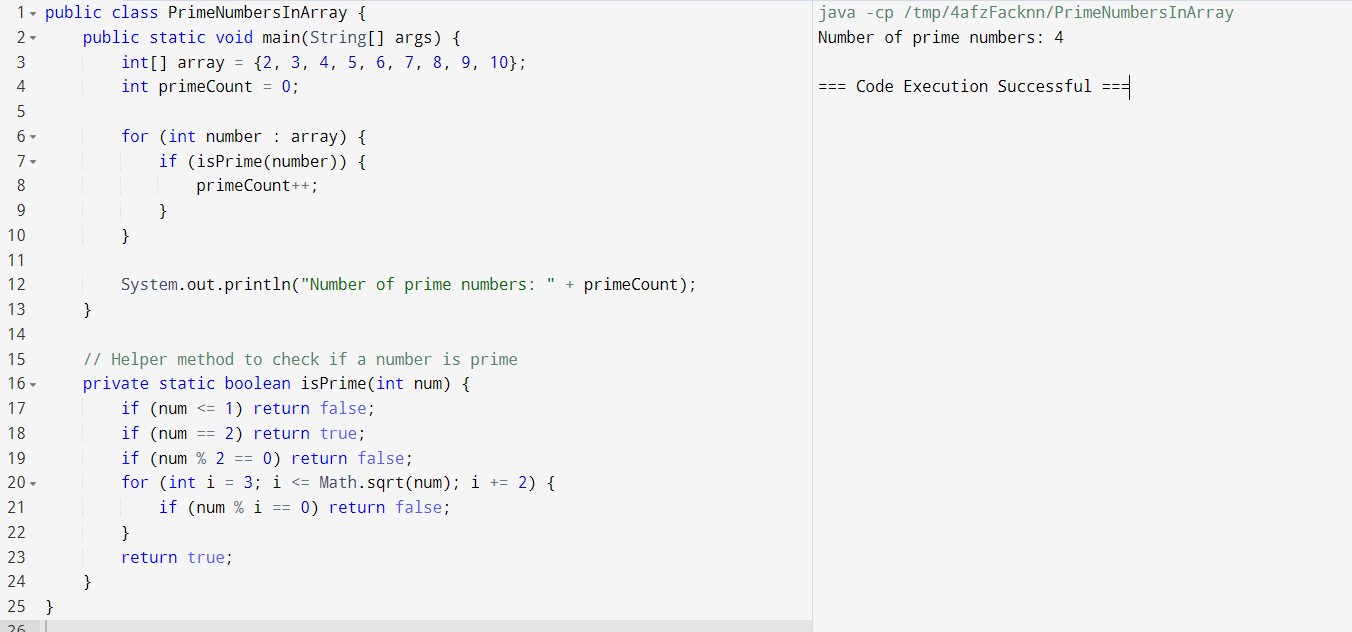 1 public class PrimeNumbersInArray {
2     public static void main(String[] args) {
3         int[] array = {2, 3, 4, 5, 6, 7, 8, 9, 10};
4         int primeCount = 0;
5
6         for (int number : array) {
7             if (isPrime(number)) {
8                 primeCount++;
9             }
10         }
11
12         System.out.println("Number of prime numbers: " + primeCount);
13     }
14
15     // Helper method to check if a number is prime
16     private static boolean isPrime(int num) {
17         if (num <= 1) return false;
18         if (num == 2) return true;
19         if (num % 2 == 0) return false;
20         for (int i = 3; i <= Math.sqrt(num); i += 2) {
21             if (num % i == 0) return false;
22         }
23         return true;
24     }
25 }
26
java -cp /tmp/4afzFacknn/PrimeNumbersInArray
Number of prime numbers: 4
=== Code Execution Successful ===